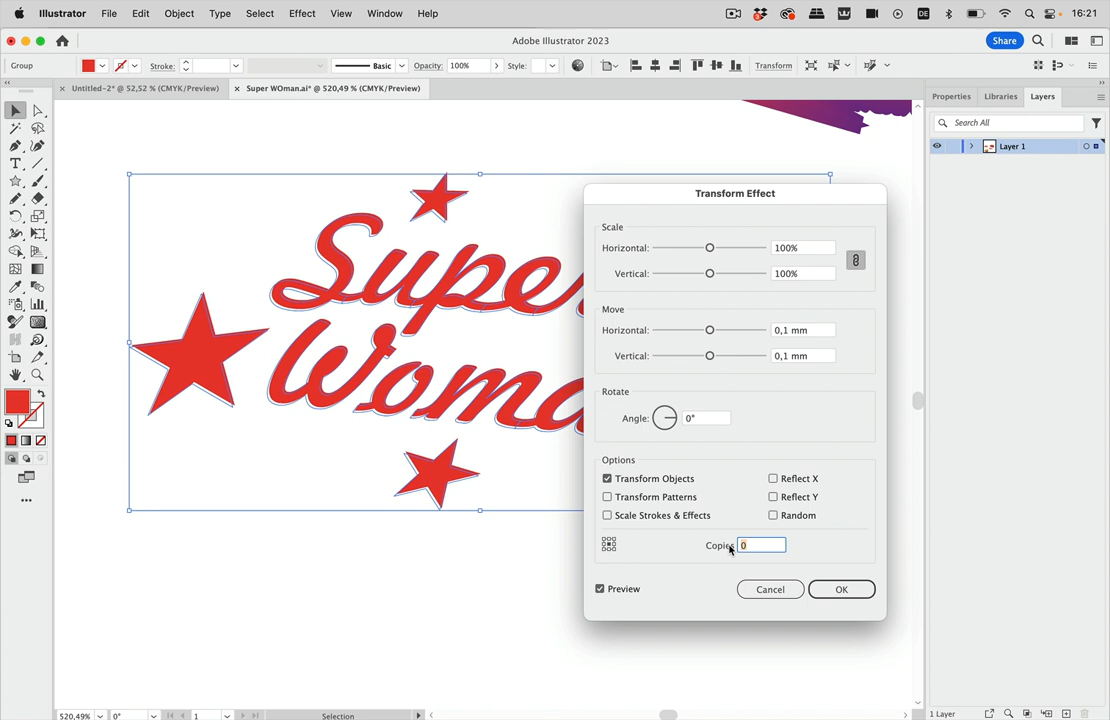 Illustrator File Edit Object Type Select Effect View Window Help DE 16:21
Adobe Illustrator 2023 Share
Group Stroke: Basic Opacity: 100% Style: Transform
× Untitled-2* @ 52,52 % (CMYK/Preview) × Super WOman.ai* @ 520,49 % (CMYK/Preview)
Properties Libraries Layers
Search All
Layer 1
Transform Effect
Scale
Horizontal: 100%
Vertical: 100%
Move
Horizontal: 0,1 mm
Vertical: 0,1 mm
Rotate
Angle: 0°
Options
Transform Objects Reflect X
Transform Patterns Reflect Y
Scale Strokes & Effects Random
Copies 0
Preview Cancel OK
Super
Woma
520,49% 0° 1 Selection
1 Layer